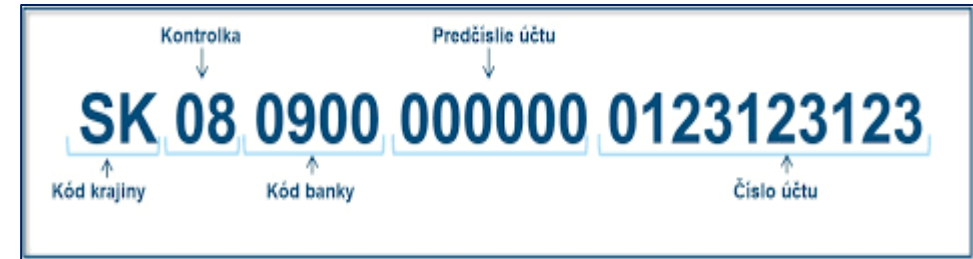 Kontrolka Predčíslie účtu
SK 08 0900 000000 0123123123
Kód krajiny Kód banky Číslo účtu